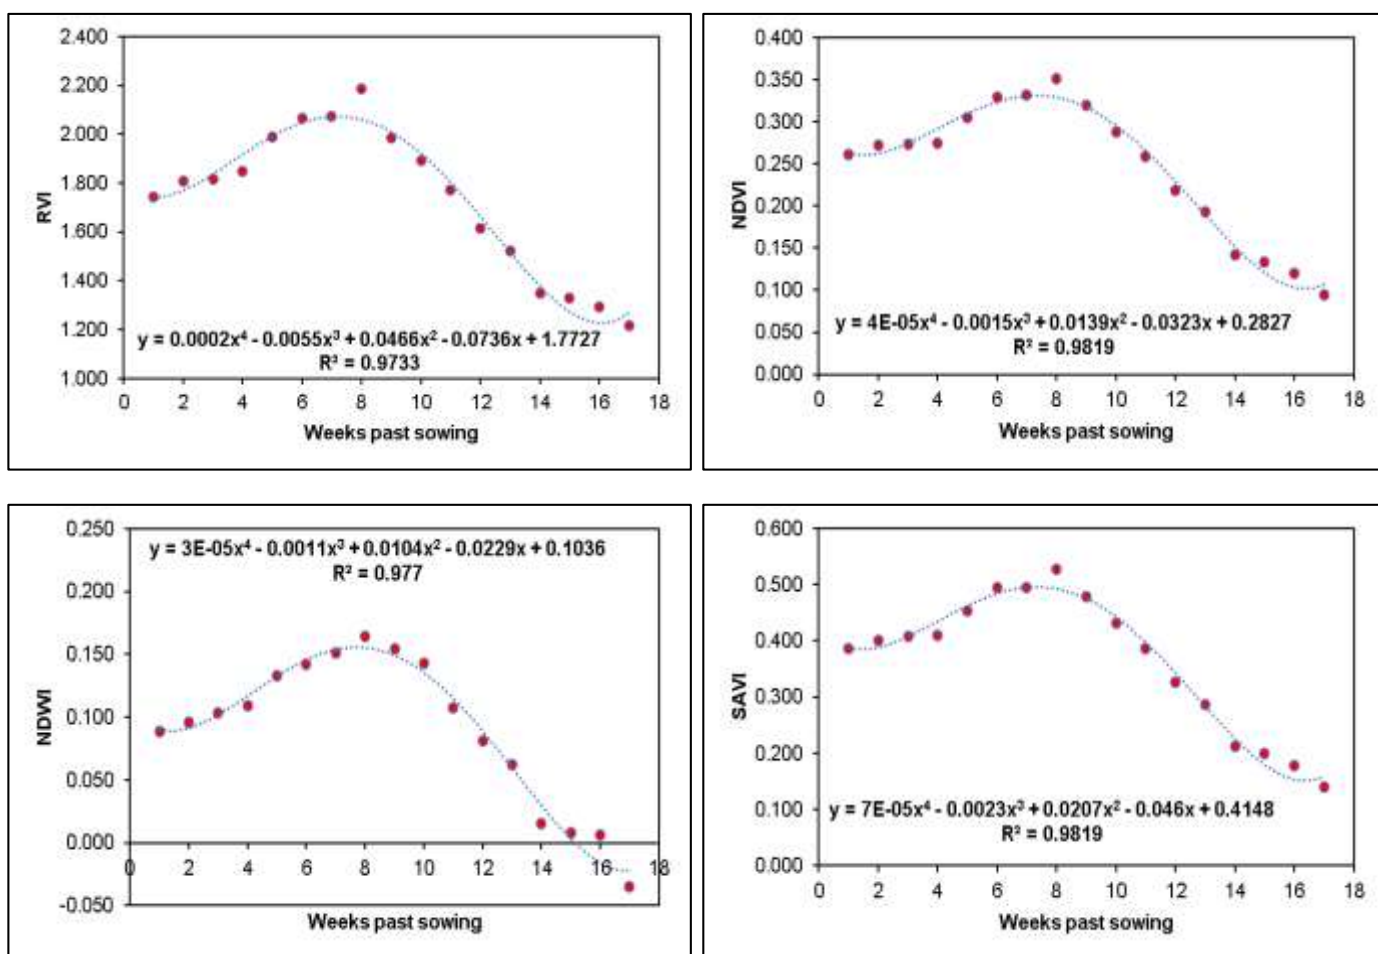 2.400
2.200
2.000
1.800
1.600
1.400
1.200
1.000
RVI
y = 0.0002x⁴ - 0.0055x³ + 0.0466x² - 0.0736x + 1.7727
R² = 0.9733
0 2 4 6 8 10 12 14 16 18
Weeks past sowing
0.400
0.350
0.300
0.250
0.200
0.150
0.100
0.050
0.000
NDVI
y = 4E-05x⁴ - 0.0015x³ + 0.0139x² - 0.0323x + 0.2827
R² = 0.9819
0 2 4 6 8 10 12 14 16 18
Weeks past sowing
0.250
0.200
0.150
0.100
0.050
0.000
-0.050
NDWI
y = 3E-05x⁴ - 0.0011x³ + 0.0104x² - 0.0229x + 0.1036
R² = 0.977
0 2 4 6 8 10 12 14 16 18
Weeks past sowing
0.600
0.500
0.400
0.300
0.200
0.100
0.000
SAVI
y = 7E-05x⁴ - 0.0023x³ + 0.0207x² - 0.046x + 0.4148
R² = 0.9819
0 2 4 6 8 10 12 14 16 18
Weeks past sowing